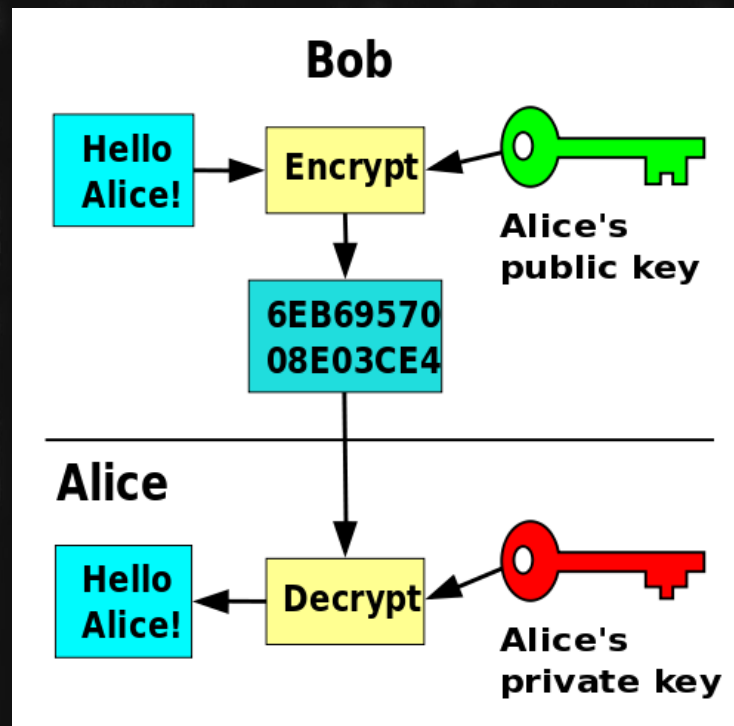 Bob
Hello
Alice!
Encrypt
Alice's
public key
6EB69570
08E03CE4
Alice
Hello
Alice!
Decrypt
Alice's
private key